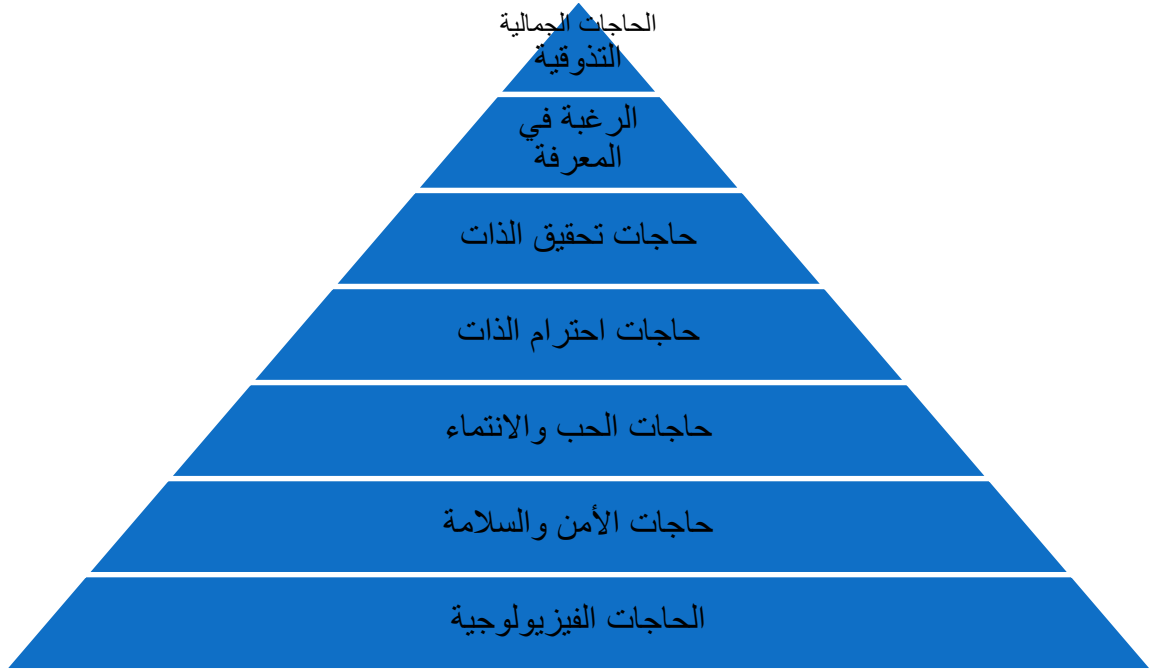 الحاجات الجمالية
التذوقية
الرغبة في
المعرفة
حاجات تحقيق الذات
حاجات احترام الذات
حاجات الحب والانتماء
حاجات الأمن والسلامة
الحاجات الفيزيولوجية